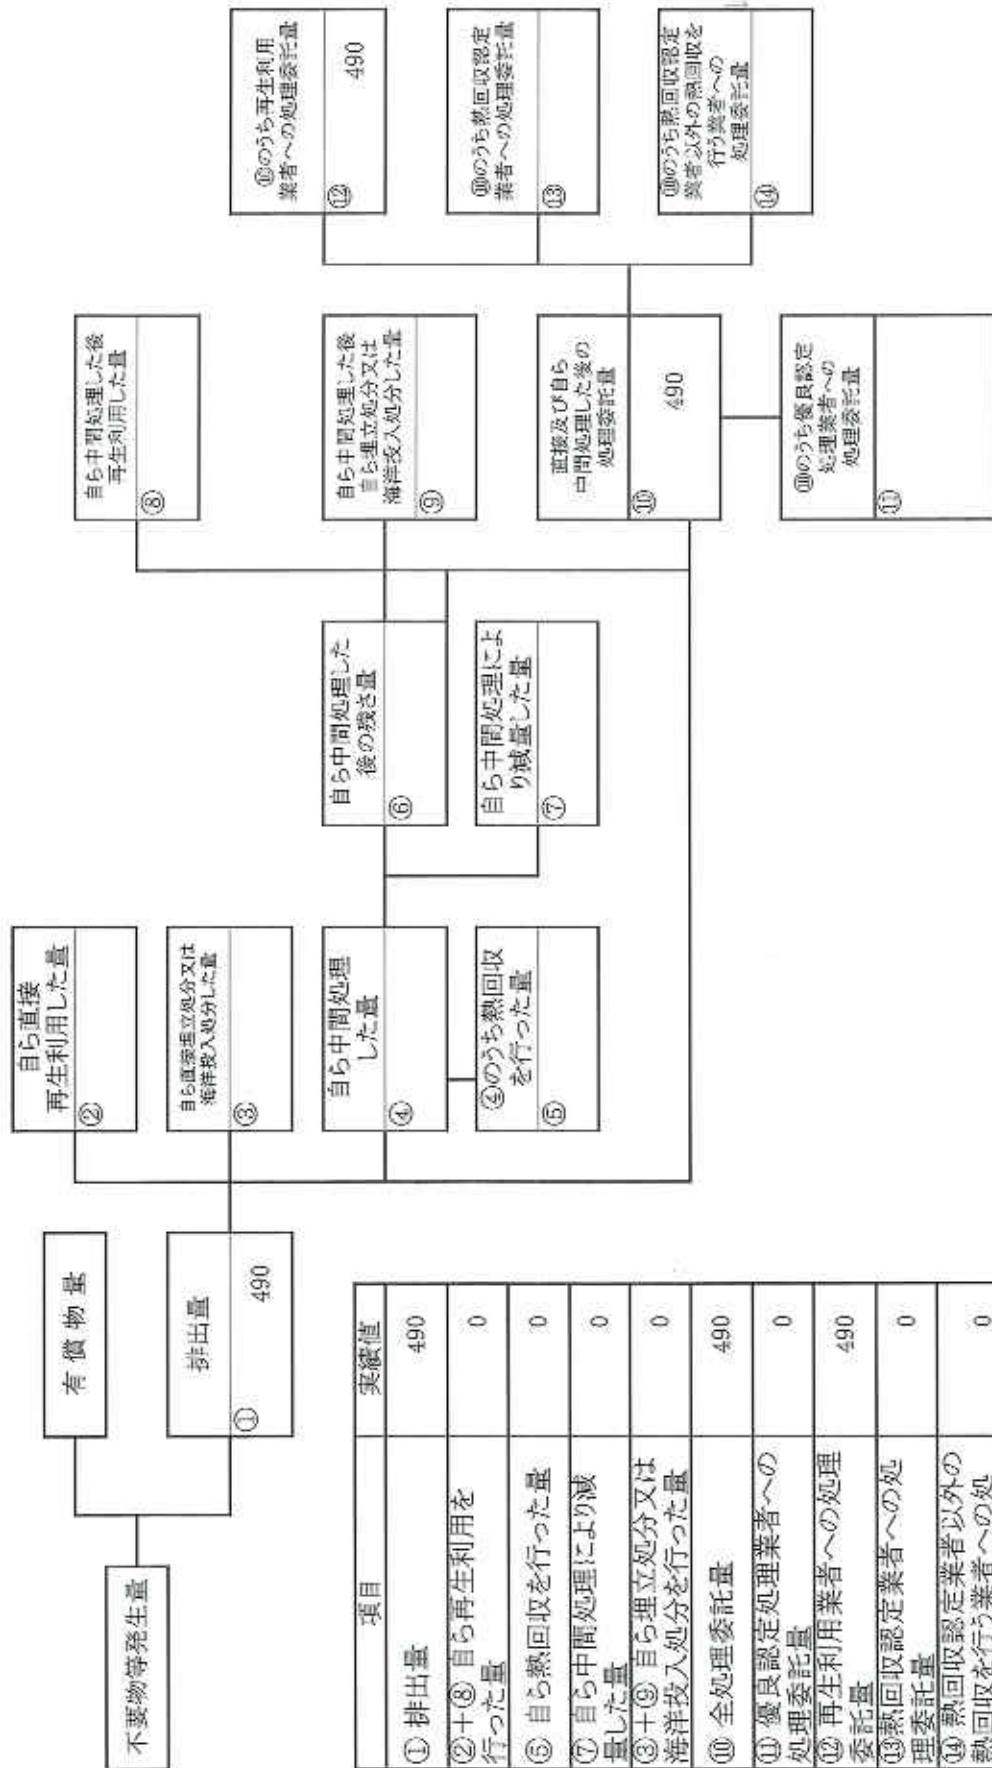 不要物等発生量
有償物量
排出量
①
490
自ら直接
再生利用した量
②
自ら直接埋立処分又は
海洋投入処分した量
③
自ら中間処理
した量
④
④のうち熱回収
を行った量
⑤
自ら中間処理した
後の残さ量
⑥
自ら中間処理によ
り減量した量
⑦
自ら中間処理した後
再生利用した量
⑧
自ら中間処理した後
自ら埋立処分又は
海洋投入処分した量
⑨
直接及び自ら
中間処理した後の
処理委託量
⑩
490
⑩のうち優良認定
処理業者への
処理委託量
⑪
⑩のうち再生利用
業者への処理委託量
⑫
490
⑩のうち熱回収認定
業者への処理委託量
⑬
⑩のうち熱回収認定
業者以外の熱回収を
行う業者への
処理委託量
⑭
項目 実績値
① 排出量 490
②+⑧ 自ら再生利用を
行った量 0
⑤ 自ら熱回収を行った量 0
⑦ 自ら中間処理により減
量した量 0
③+⑨ 自ら埋立処分又は
海洋投入処分を行った量 0
⑩ 全処理委託量 490
⑪ 優良認定処理業者への
処理委託量 0
⑫ 再生利用業者への処理
委託量 490
⑬熱回収認定業者への処
理委託量 0
⑭ 熱回収認定業者以外の
熱回収を行う業者への処 0